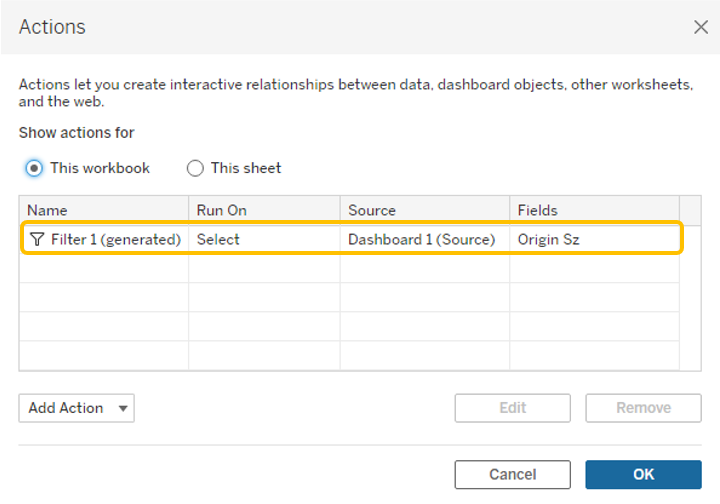 Actions
Actions let you create interactive relationships between data, dashboard objects, other worksheets,
and the web.
Show actions for
This workbook This sheet
Name Run On Source Fields
Filter 1 (generated) Select Dashboard 1 (Source) Origin Sz
Add Action Edit Remove
Cancel OK